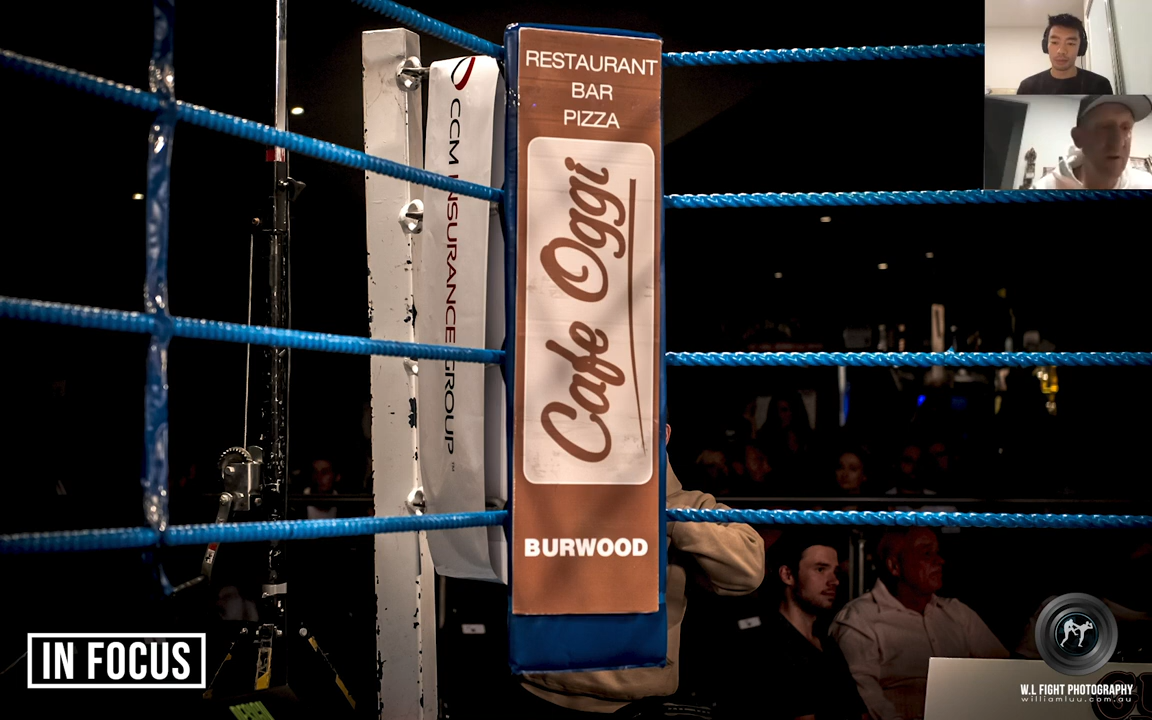 RESTAURANT
BAR
PIZZA
Cafe Oggi
BURWOOD
CCM INSURANCE GROUP
IN FOCUS
W.L FIGHT PHOTOGRAPHY
williamluu.com.au